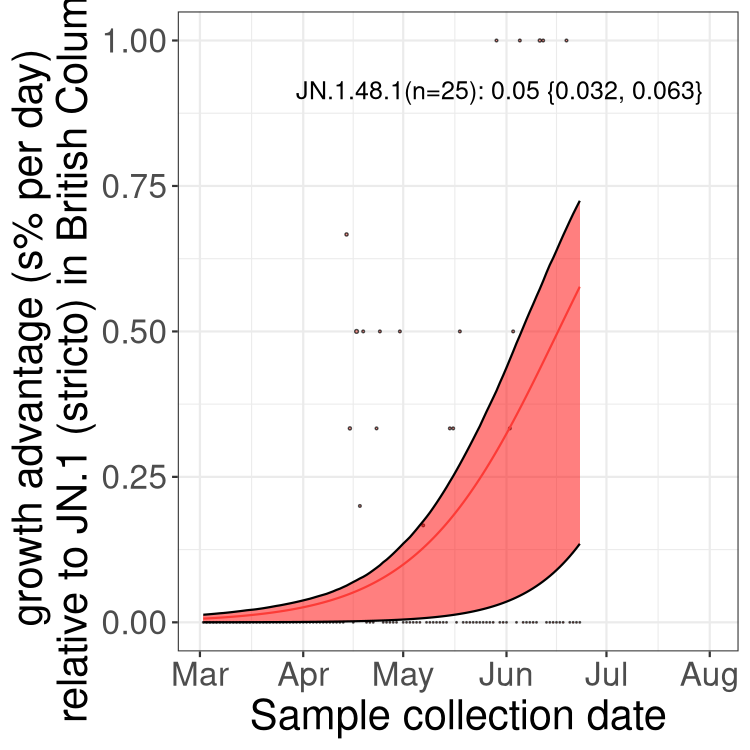 growth advantage (s% per day)
relative to JN.1 (stricto) in British Colum
1.00
0.75
0.50
0.25
0.00
JN.1.48.1(n=25): 0.05 {0.032, 0.063}
Mar Apr May Jun Jul Aug
Sample collection date